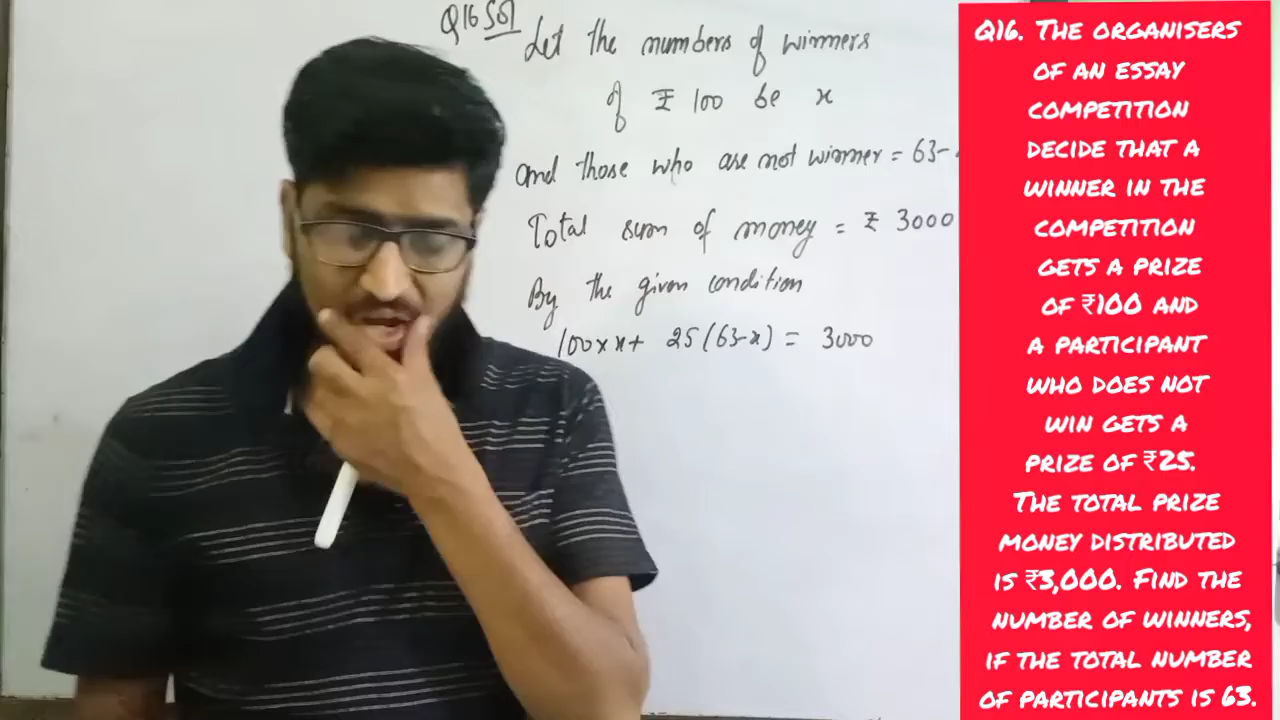 Q16 Sol
Let the numbers of winners
of ₹ 100 be x
and those who are not winner = 63-
Total sum of money = ₹ 3000
By the given condition
100×x+ 25(63-x) = 3000
Q16. THE ORGANISERS
OF AN ESSAY
COMPETITION
DECIDE THAT A
WINNER IN THE
COMPETITION
GETS A PRIZE
OF ₹100 AND
A PARTICIPANT
WHO DOES NOT
WIN GETS A
PRIZE OF ₹25.
THE TOTAL PRIZE
MONEY DISTRIBUTED
IS ₹3,000. FIND THE
NUMBER OF WINNERS,
IF THE TOTAL NUMBER
OF PARTICIPANTS IS 63.